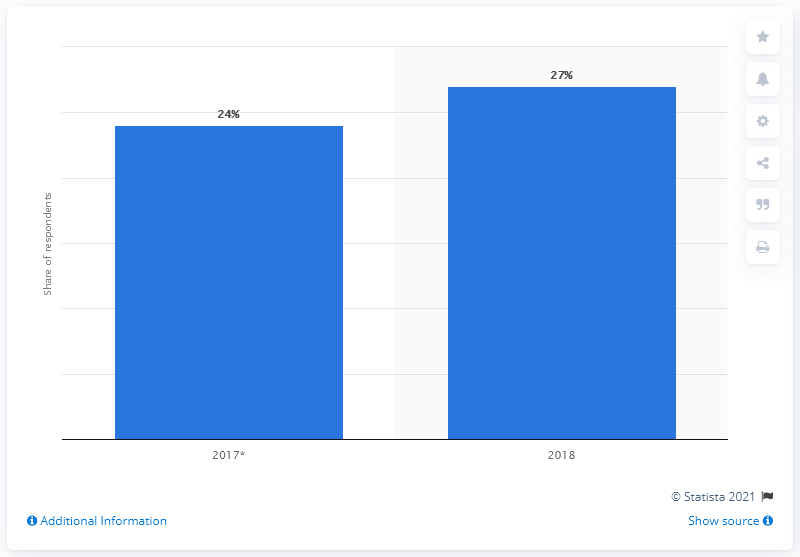 27%
24%
Share of respondents
2017*
2018
© Statista 2021
Additional Information
Show source